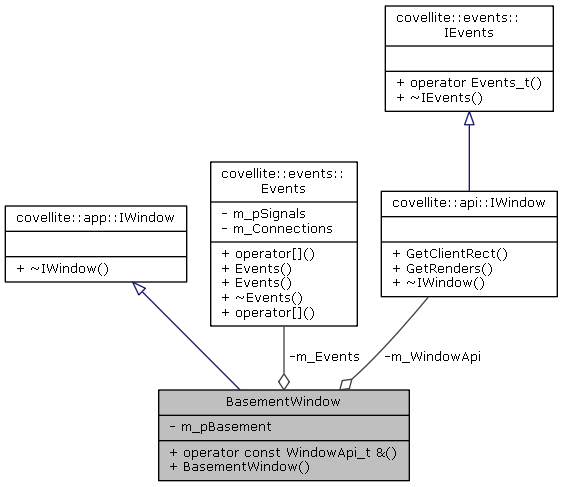 covellite::events::
IEvents
+ operator Events_t()
+ ~IEvents()
covellite::events::
Events
- m_pSignals
- m_Connections
+ operator[]()
+ Events()
+ Events()
+ ~Events()
+ operator[]()
covellite::app::IWindow
+ ~IWindow()
covellite::api::IWindow
+ GetClientRect()
+ GetRenders()
+ ~IWindow()
-m_Events
-m_WindowApi
BasementWindow
- m_pBasement
+ operator const WindowApi_t &()
+ BasementWindow()